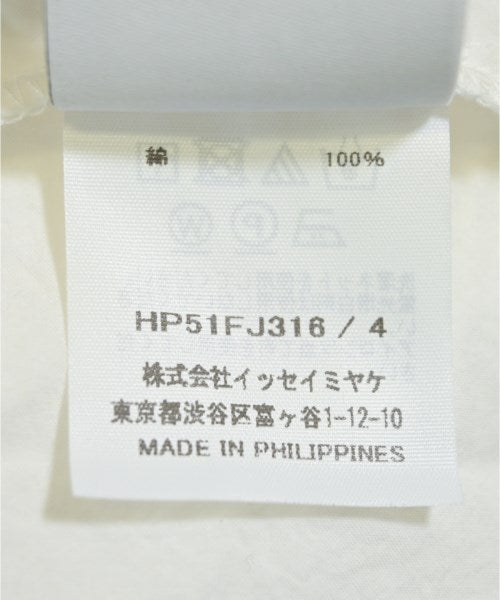 綿 100%
HP51FJ316 / 4
株式会社イッセイミヤケ
東京都渋谷区富ヶ谷1-12-10
MADE IN PHILIPPINES